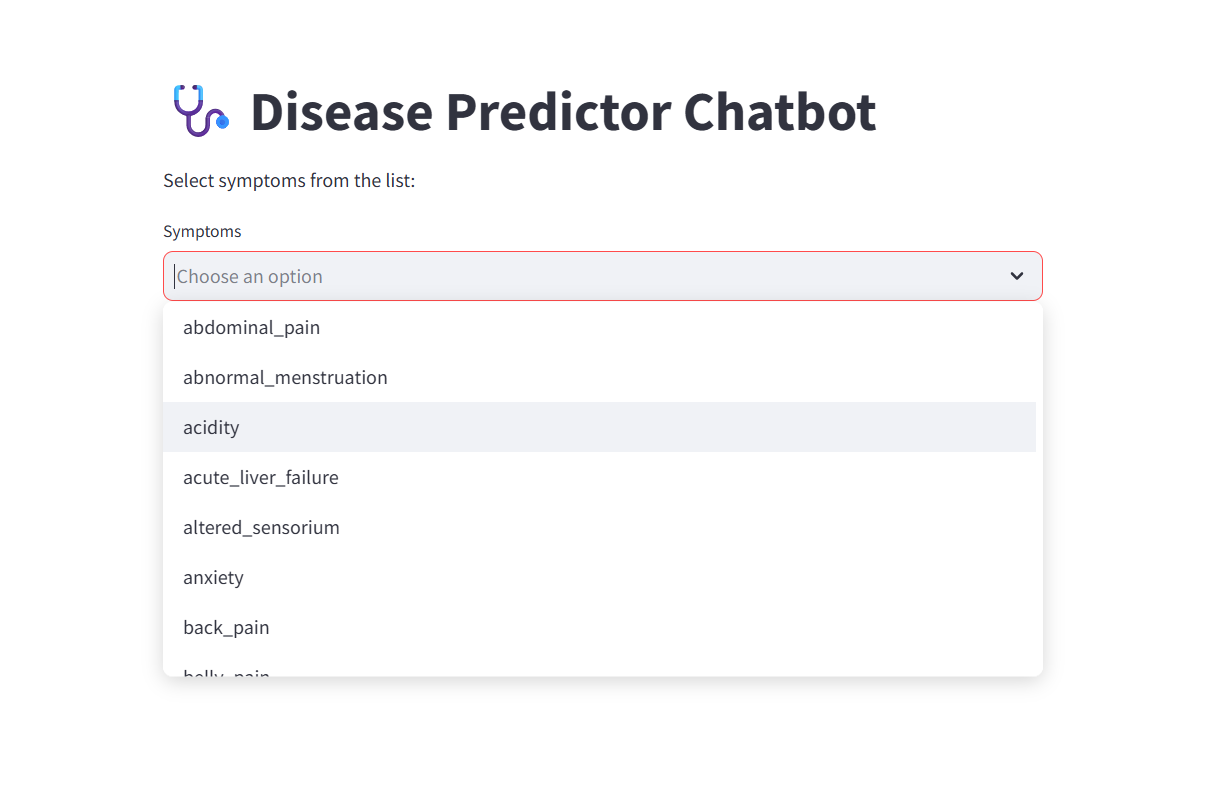 Disease Predictor Chatbot
Select symptoms from the list:
Symptoms
Choose an option
abdominal_pain
abnormal_menstruation
acidity
acute_liver_failure
altered_sensorium
anxiety
back_pain
belly_pain